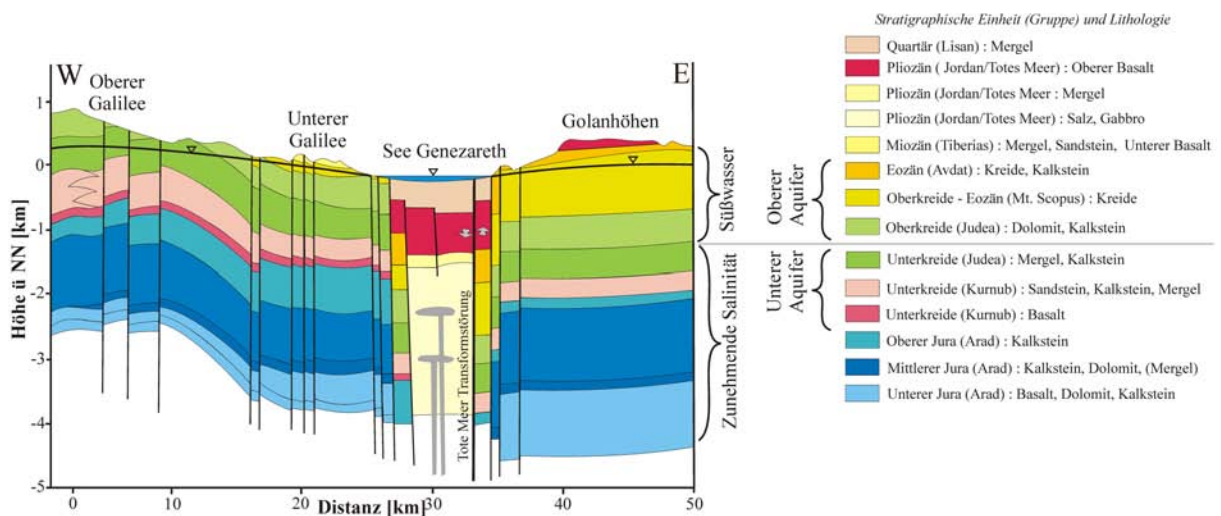 W
E
Oberer
Galilee
Unterer
Galilee
See Genezareth
Golanhöhen
Höhe ü NN [km]
1
0
-1
-2
-3
-4
-5
0
10
20
30
40
50
Distanz [km]
Tote Meer Transformstörung
Süßwasser
Zunehmende Salinität
Oberer
Aquifer
Unterer
Aquifer
Stratigraphische Einheit (Gruppe) und Lithologie
Quartär (Lisan) : Mergel
Pliozän ( Jordan/Totes Meer) : Oberer Basalt
Pliozän (Jordan/Totes Meer : Mergel
Pliozän (Jordan/Totes Meer) : Salz, Gabbro
Miozän (Tiberias) : Mergel, Sandstein, Unterer Basalt
Eozän (Avdat) : Kreide, Kalkstein
Oberkreide - Eozän (Mt. Scopus) : Kreide
Oberkreide (Judea) : Dolomit, Kalkstein
Unterkreide (Judea) : Mergel, Kalkstein
Unterkreide (Kurnub) : Sandstein, Kalkstein, Mergel
Unterkreide (Kurnub) : Basalt
Oberer Jura (Arad) : Kalkstein
Mittlerer Jura (Arad) : Kalkstein, Dolomit, (Mergel)
Unterer Jura (Arad) : Basalt, Dolomit, Kalkstein